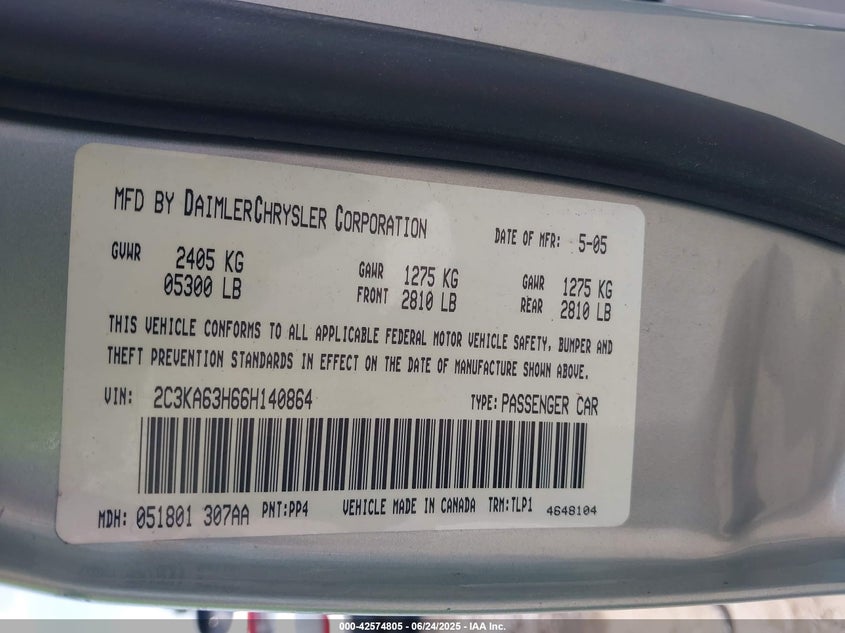 MFD BY DAIMLERCHRYSLER CORPORATION DATE OF MFR: 5-05
GVWR 2405 KG GAWR 1275 KG GAWR 1275 KG
05300 LB FRONT 2810 LB REAR 2810 LB
THIS VEHICLE CONFORMS TO ALL APPLICABLE FEDERAL MOTOR VEHICLE SAFETY, BUMPER AND
THEFT PREVENTION STANDARDS IN EFFECT ON THE DATE OF MANUFACTURE SHOWN ABOVE.
VIN: 2C3KA63H66H140864 TYPE: PASSENGER CAR
MDH: 051801 307AA PNT:PP4 VEHICLE MADE IN CANADA TRM:TLP1 4648104
000-42574805 - 06/24/2025 - IAA Inc.